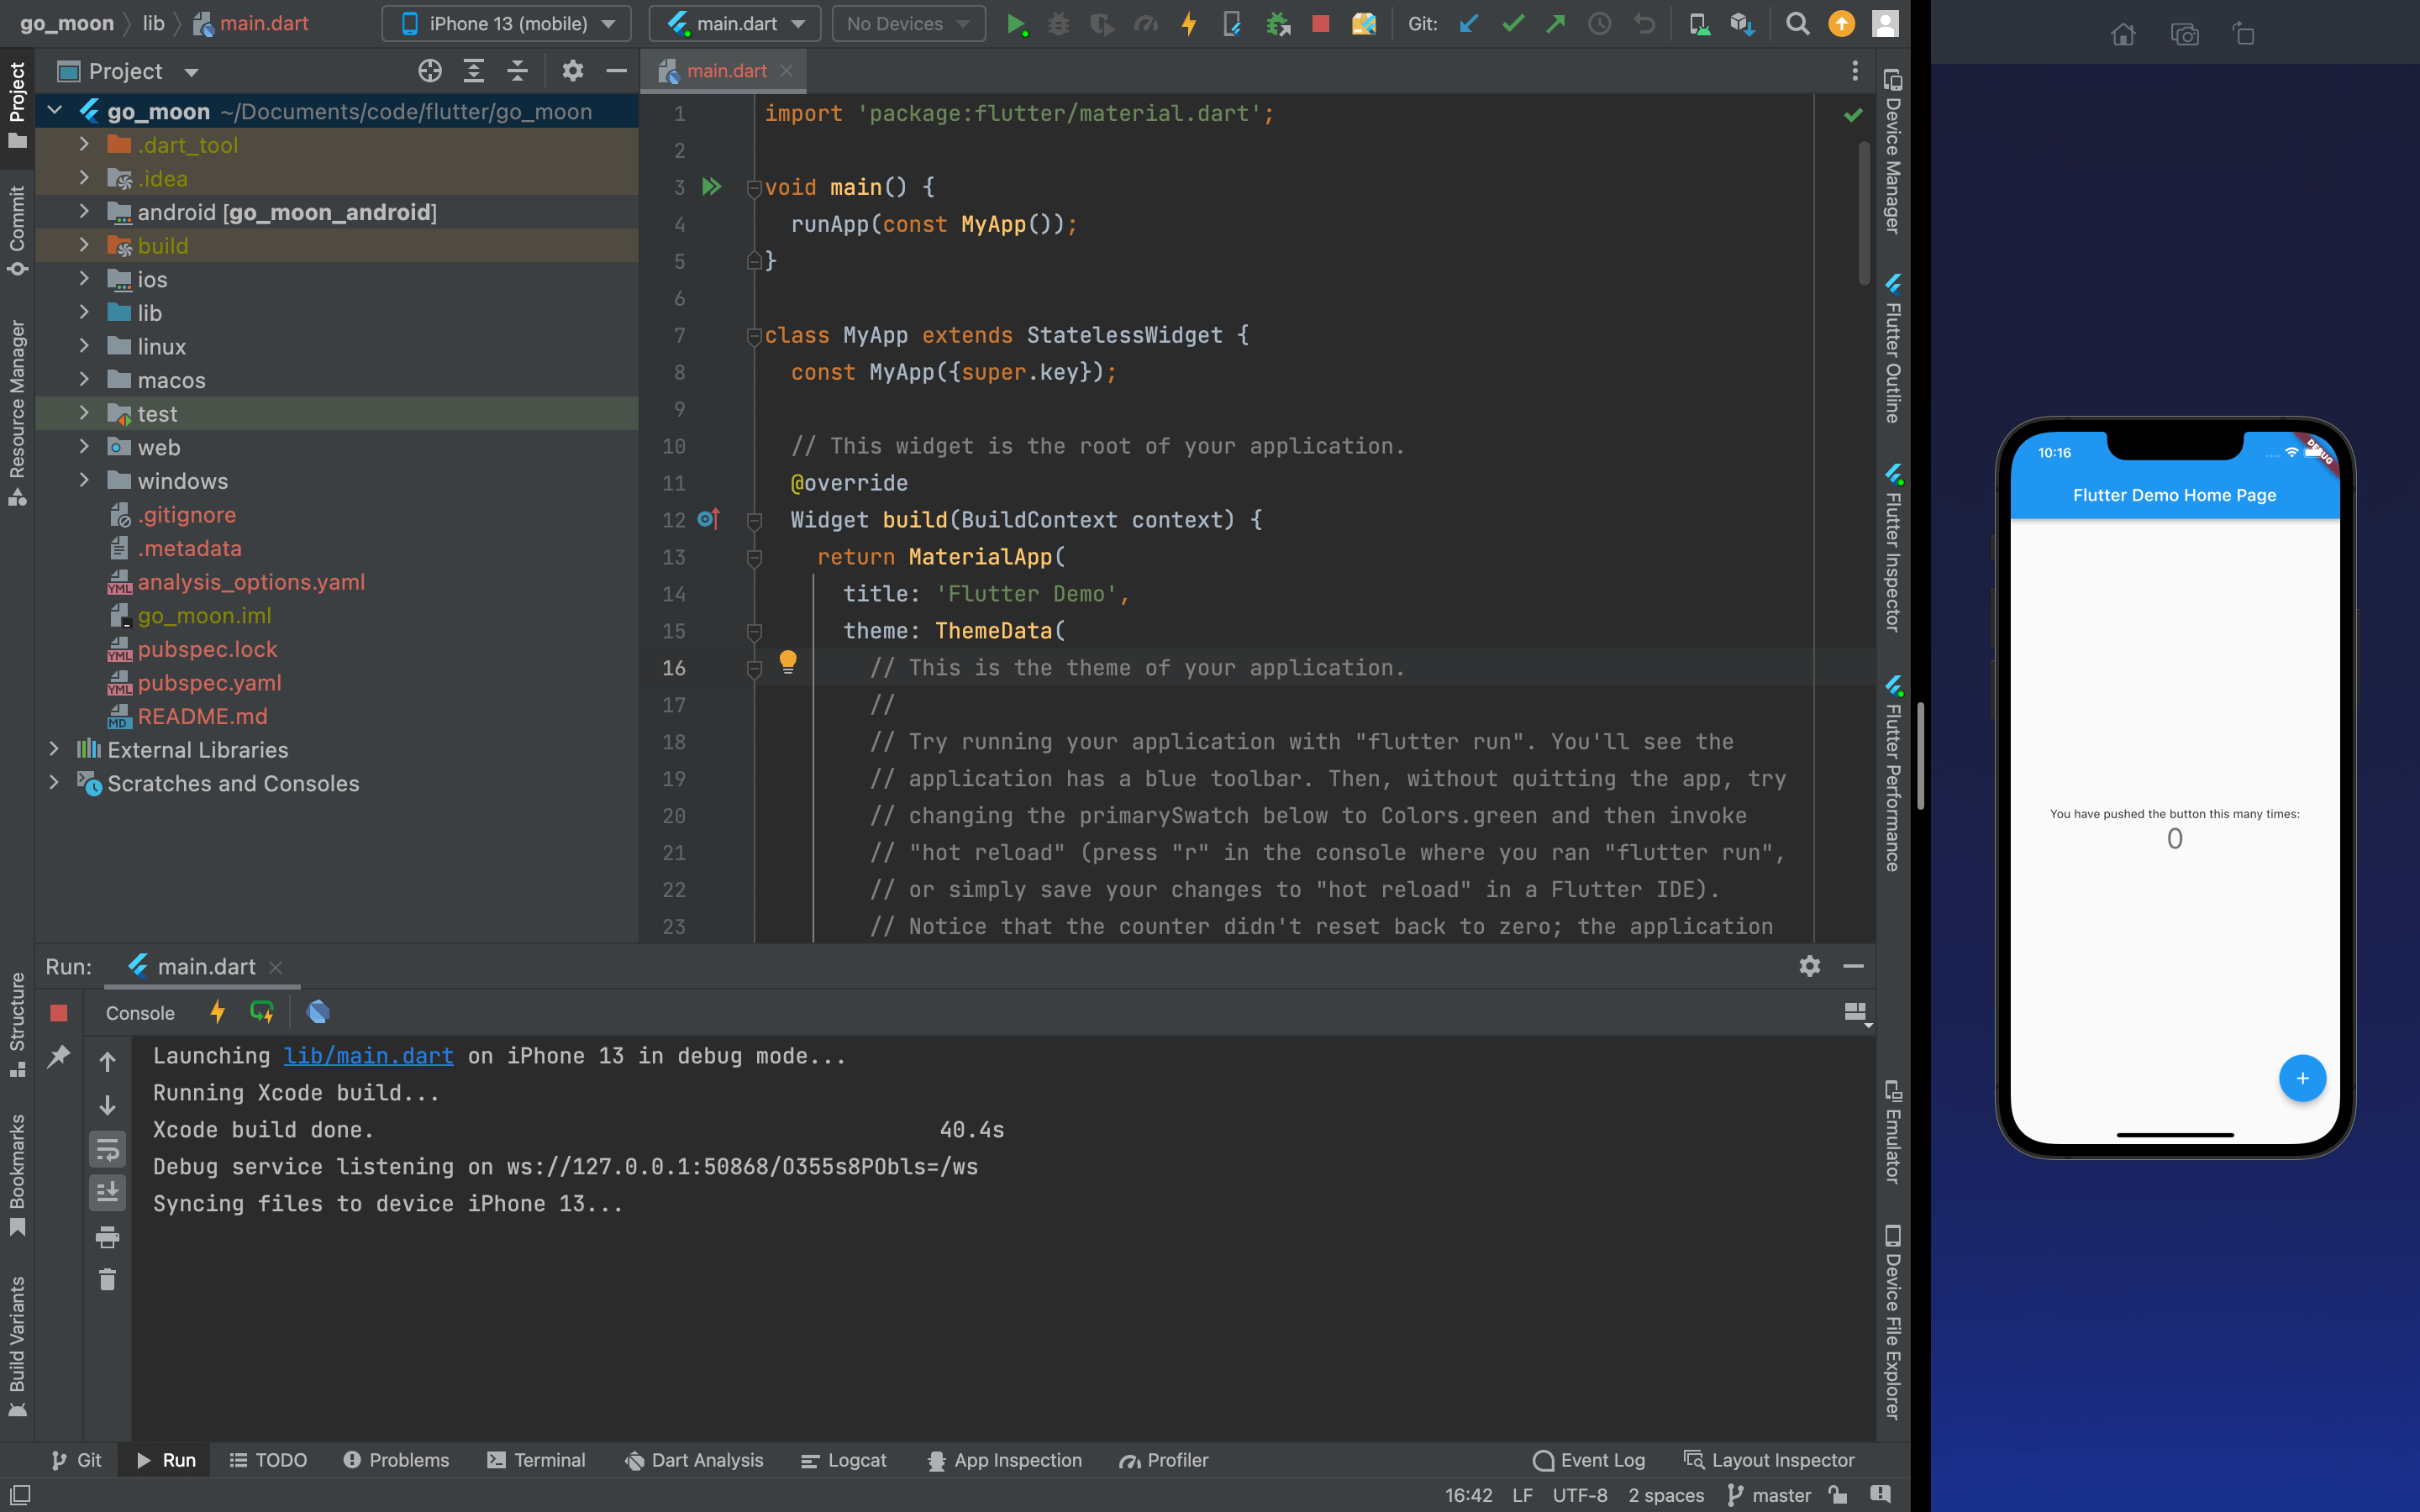 go_moon lib main.dart iPhone 13 (mobile) main.dart No Devices Git:
Project
main.dart
go_moon ~/Documents/code/flutter/go_moon
.dart_tool
.idea
android [go_moon_android]
build
ios
lib
linux
macos
test
web
windows
.gitignore
.metadata
analysis_options.yaml
go_moon.iml
pubspec.lock
pubspec.yaml
README.md
External Libraries
Scratches and Consoles
Project
Commit
Resource Manager
Structure
Bookmarks
Build Variants
1 import 'package:flutter/material.dart';
2
3 void main() {
4 runApp(const MyApp());
5 }
6
7 class MyApp extends StatelessWidget {
8 const MyApp({super.key});
9
10 // This widget is the root of your application.
11 @override
12 Widget build(BuildContext context) {
13 return MaterialApp(
14 title: 'Flutter Demo',
15 theme: ThemeData(
16 // This is the theme of your application.
17 //
18 // Try running your application with "flutter run". You'll see the
19 // application has a blue toolbar. Then, without quitting the app, try
20 // changing the primarySwatch below to Colors.green and then invoke
21 // "hot reload" (press "r" in the console where you ran "flutter run",
22 // or simply save your changes to "hot reload" in a Flutter IDE).
23 // Notice that the counter didn't reset back to zero; the application
Device Manager
Flutter Outline
Flutter Inspector
Flutter Performance
Emulator
Device File Explorer
Run: main.dart
Console
Launching lib/main.dart on iPhone 13 in debug mode...
Running Xcode build...
Xcode build done. 40.4s
Debug service listening on ws://127.0.0.1:50868/O355s8PObls=/ws
Syncing files to device iPhone 13...
Git Run TODO Problems Terminal Dart Analysis Logcat App Inspection Profiler Event Log Layout Inspector
16:42 LF UTF-8 2 spaces master
10:16
DEBUG
Flutter Demo Home Page
You have pushed the button this many times:
0
+